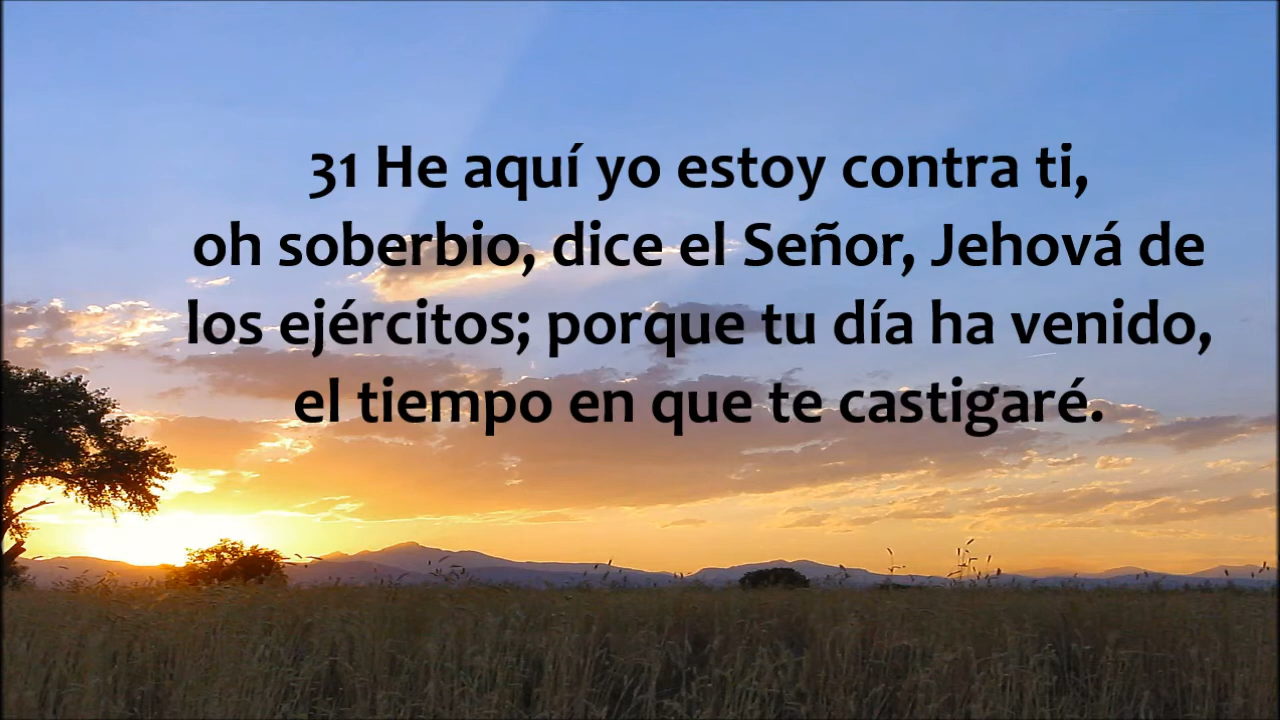 31 He aquí yo estoy contra ti,
oh soberbio, dice el Señor, Jehová de
los ejércitos; porque tu día ha venido,
el tiempo en que te castigaré.